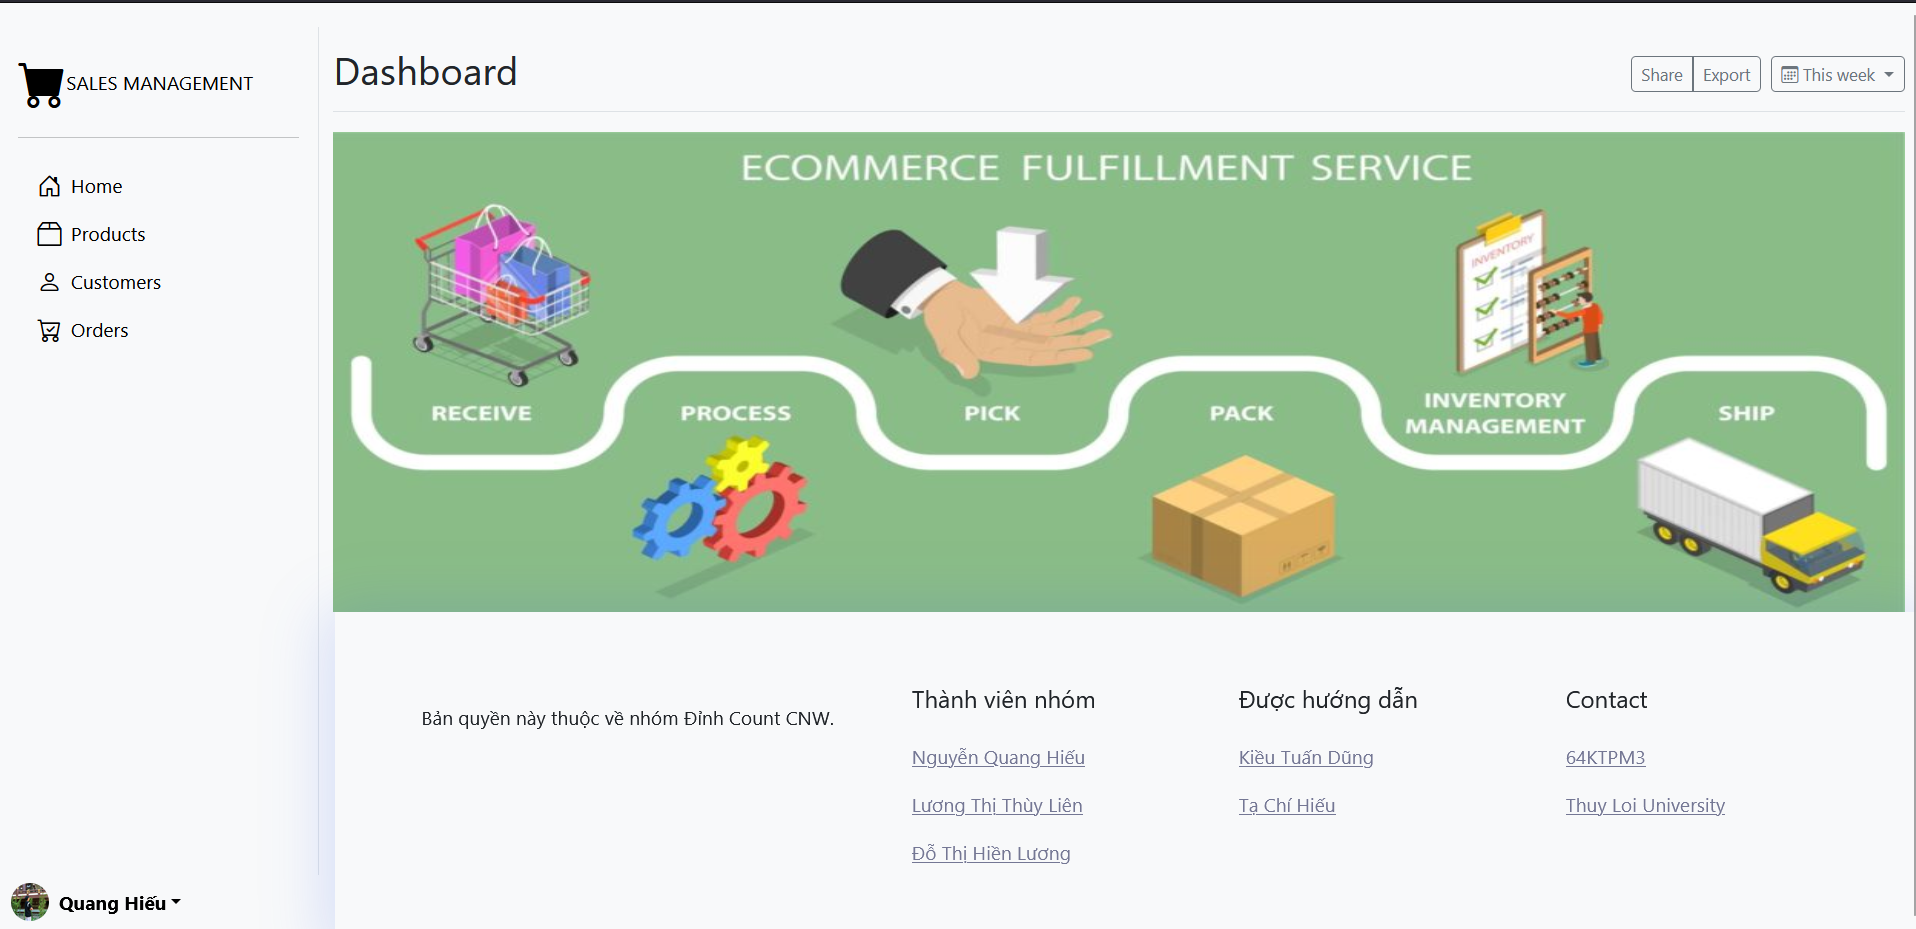 SALES MANAGEMENT
Home
Products
Customers
Orders
Quang Hiếu
Dashboard
Share
Export
This week
ECOMMERCE FULFILLMENT SERVICE
INVENTORY
RECEIVE
PROCESS
PICK
PACK
INVENTORY
MANAGEMENT
SHIP
Bản quyền này thuộc về nhóm Đỉnh Count CNW.
Thành viên nhóm
Nguyễn Quang Hiếu
Lương Thị Thùy Liên
Đỗ Thị Hiền Lương
Được hướng dẫn
Kiều Tuấn Dũng
Tạ Chí Hiếu
Contact
64KTPM3
Thuy Loi University